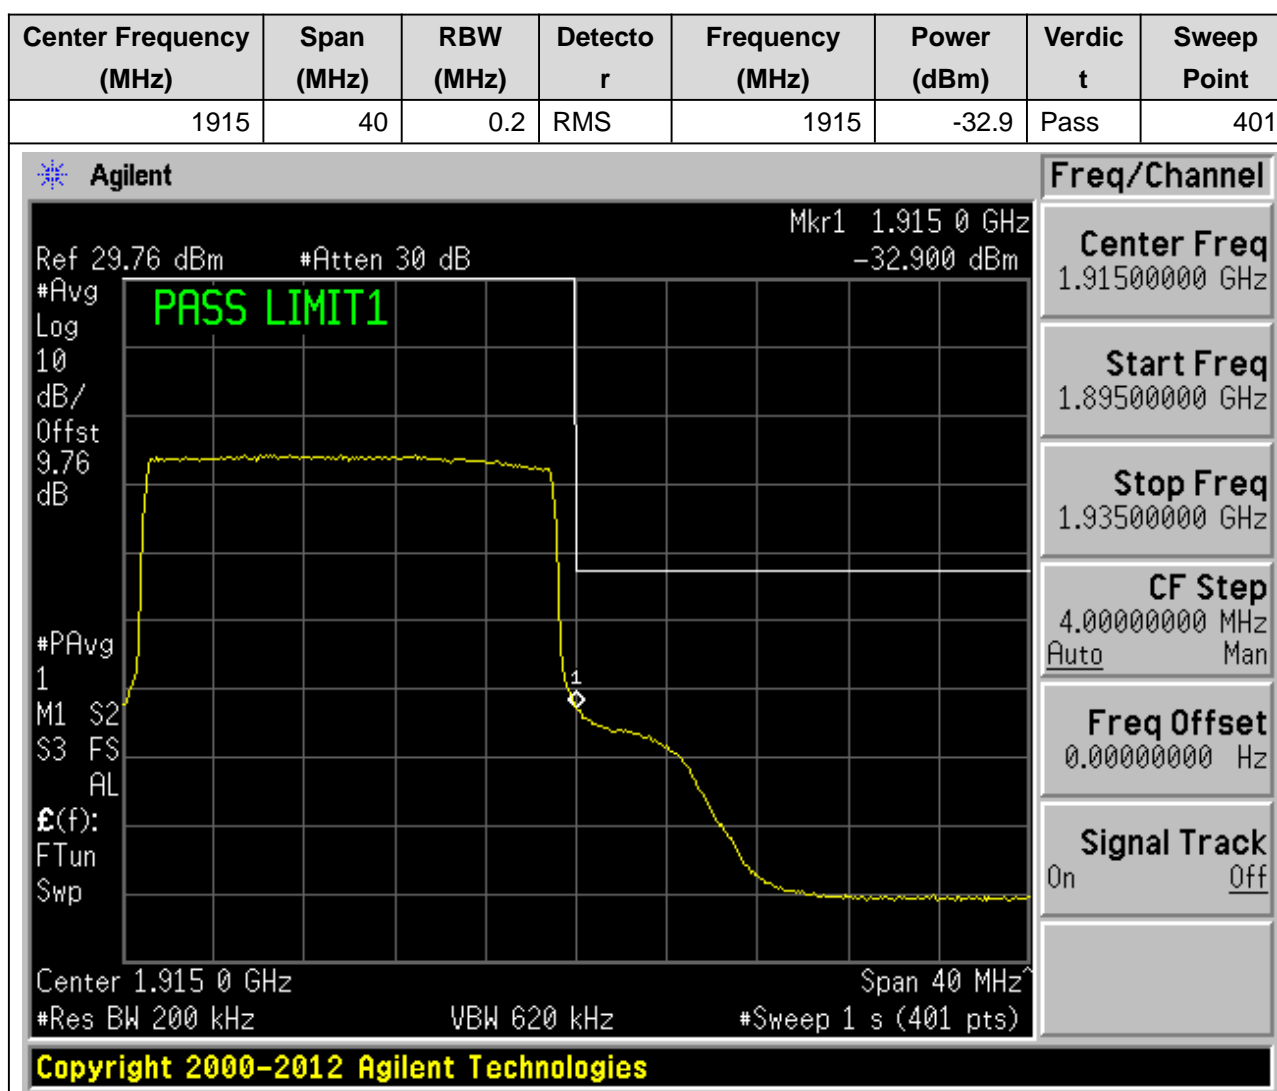 Center Frequency (MHz) Span (MHz) RBW (MHz) Detecto r Frequency (MHz) Power (dBm) Verdic t Sweep Point
1915 40 0.2 RMS 1915 -32.9 Pass 401
Agilent
Freq/Channel
Mkr1 1.915 0 GHz
Ref 29.76 dBm #Atten 30 dB -32.900 dBm
#Avg
Log
10
dB/
Offst
9.76
dB
PASS LIMIT1
#PAvg
1
M1 S2
S3 FS
AL
£(f):
FTun
Swp
1
Center 1.915 0 GHz Span 40 MHz^
#Res BW 200 kHz VBW 620 kHz #Sweep 1 s (401 pts)
Center Freq
1.91500000 GHz
Start Freq
1.89500000 GHz
Stop Freq
1.93500000 GHz
CF Step
4.00000000 MHz
Auto Man
Freq Offset
0.00000000 Hz
Signal Track
On Off
Copyright 2000-2012 Agilent Technologies